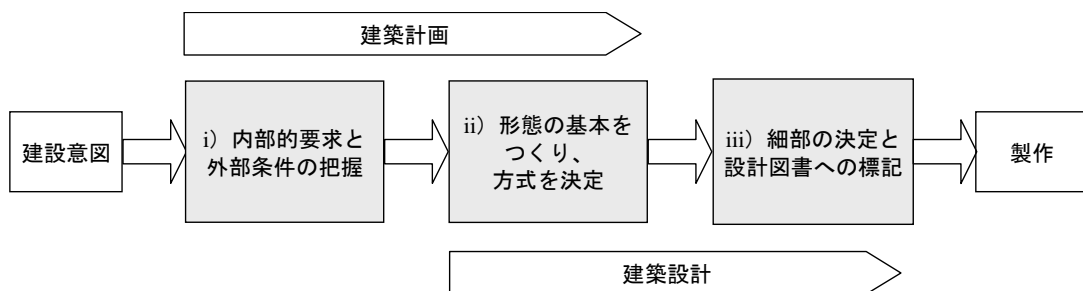 建築計画
建設意図
i）内部的要求と
外部条件の把握
ii）形態の基本を
つくり、
方式を決定
iii）細部の決定と
設計図書への標記
製作
建築設計